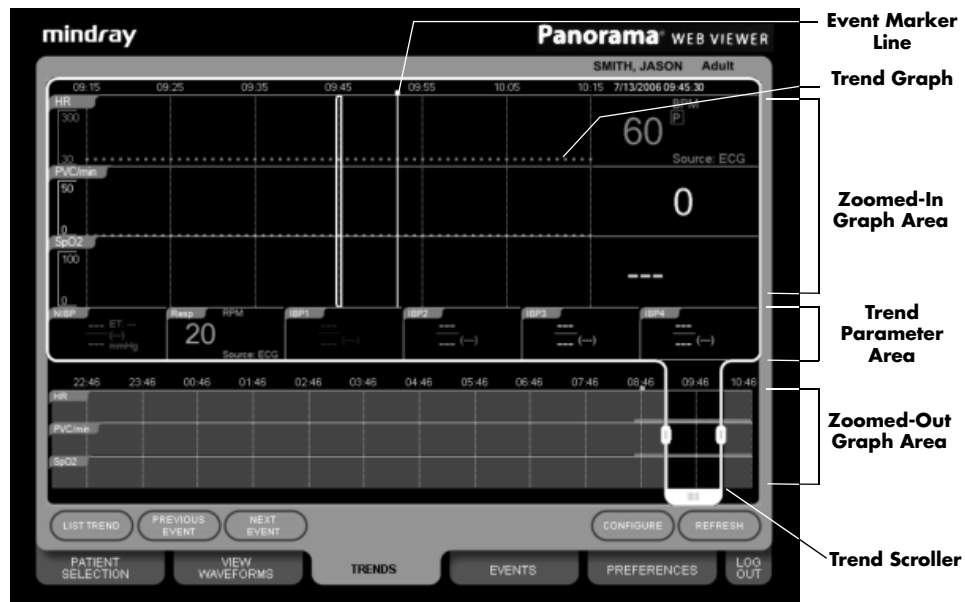 mindray
Panorama® WEB VIEWER
Event Marker Line
SMITH, JASON Adult
Trend Graph
09:15 09:25 09:35 09:45 09:55 10:05 10:15 7/13/2006 09:45:30
HR
300
30
60
BPM
P
Source: ECG
PVC/min
50
0
0
Zoomed-In Graph Area
SpO2
100
0
---
NIBP
--- ET: ---
(---)
--- mmHg
Resp RPM
20
Source: ECG
IBP1
---
--- (---)
IBP2
---
--- (---)
IBP3
---
--- (---)
IBP4
---
--- (---)
Trend Parameter Area
22:46 23:46 00:46 01:46 02:46 03:46 04:46 05:46 06:46 07:46 08:46 09:46 10:46
HR
PVC/min
SpO2
Zoomed-Out Graph Area
LIST TREND
PREVIOUS EVENT
NEXT EVENT
CONFIGURE
REFRESH
Trend Scroller
PATIENT SELECTION
VIEW WAVEFORMS
TRENDS
EVENTS
PREFERENCES
LOG OUT